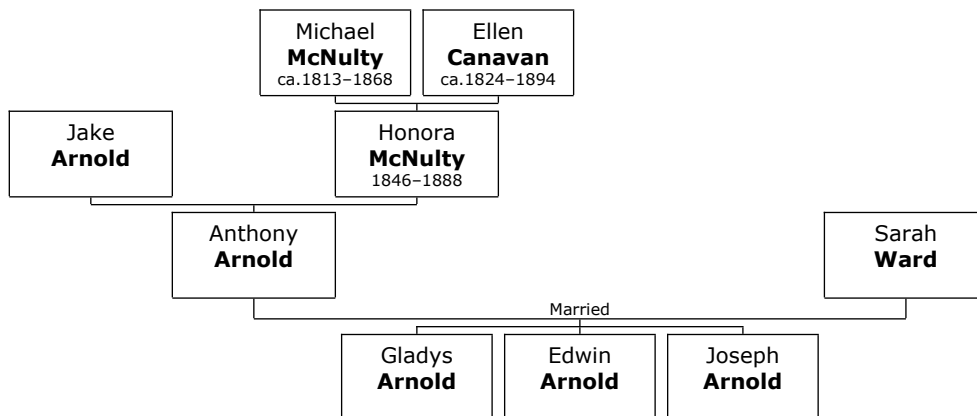 Michael
McNulty
ca.1813–1868
Ellen
Canavan
ca.1824–1894
Jake
Arnold
Honora
McNulty
1846–1888
Anthony
Arnold
Sarah
Ward
Married
Gladys
Arnold
Edwin
Arnold
Joseph
Arnold